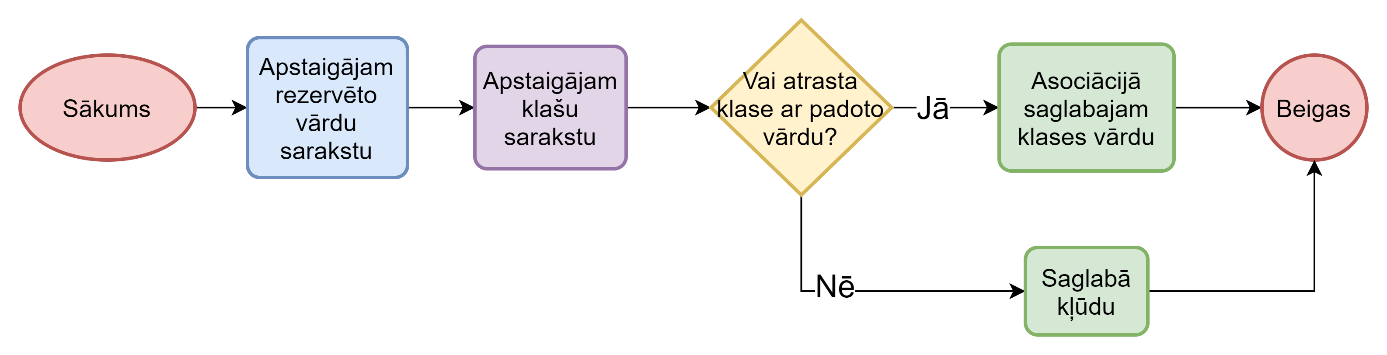 Sākums
Apstaigājam
rezervēto
vārdu
sarakstu
Apstaigājam
klašu
sarakstu
Vai atrasta
klase ar padoto
vārdu?
Jā
Asociācijā
saglabajam
klases vārdu
Beigas
Nē
Saglabā
kļūdu